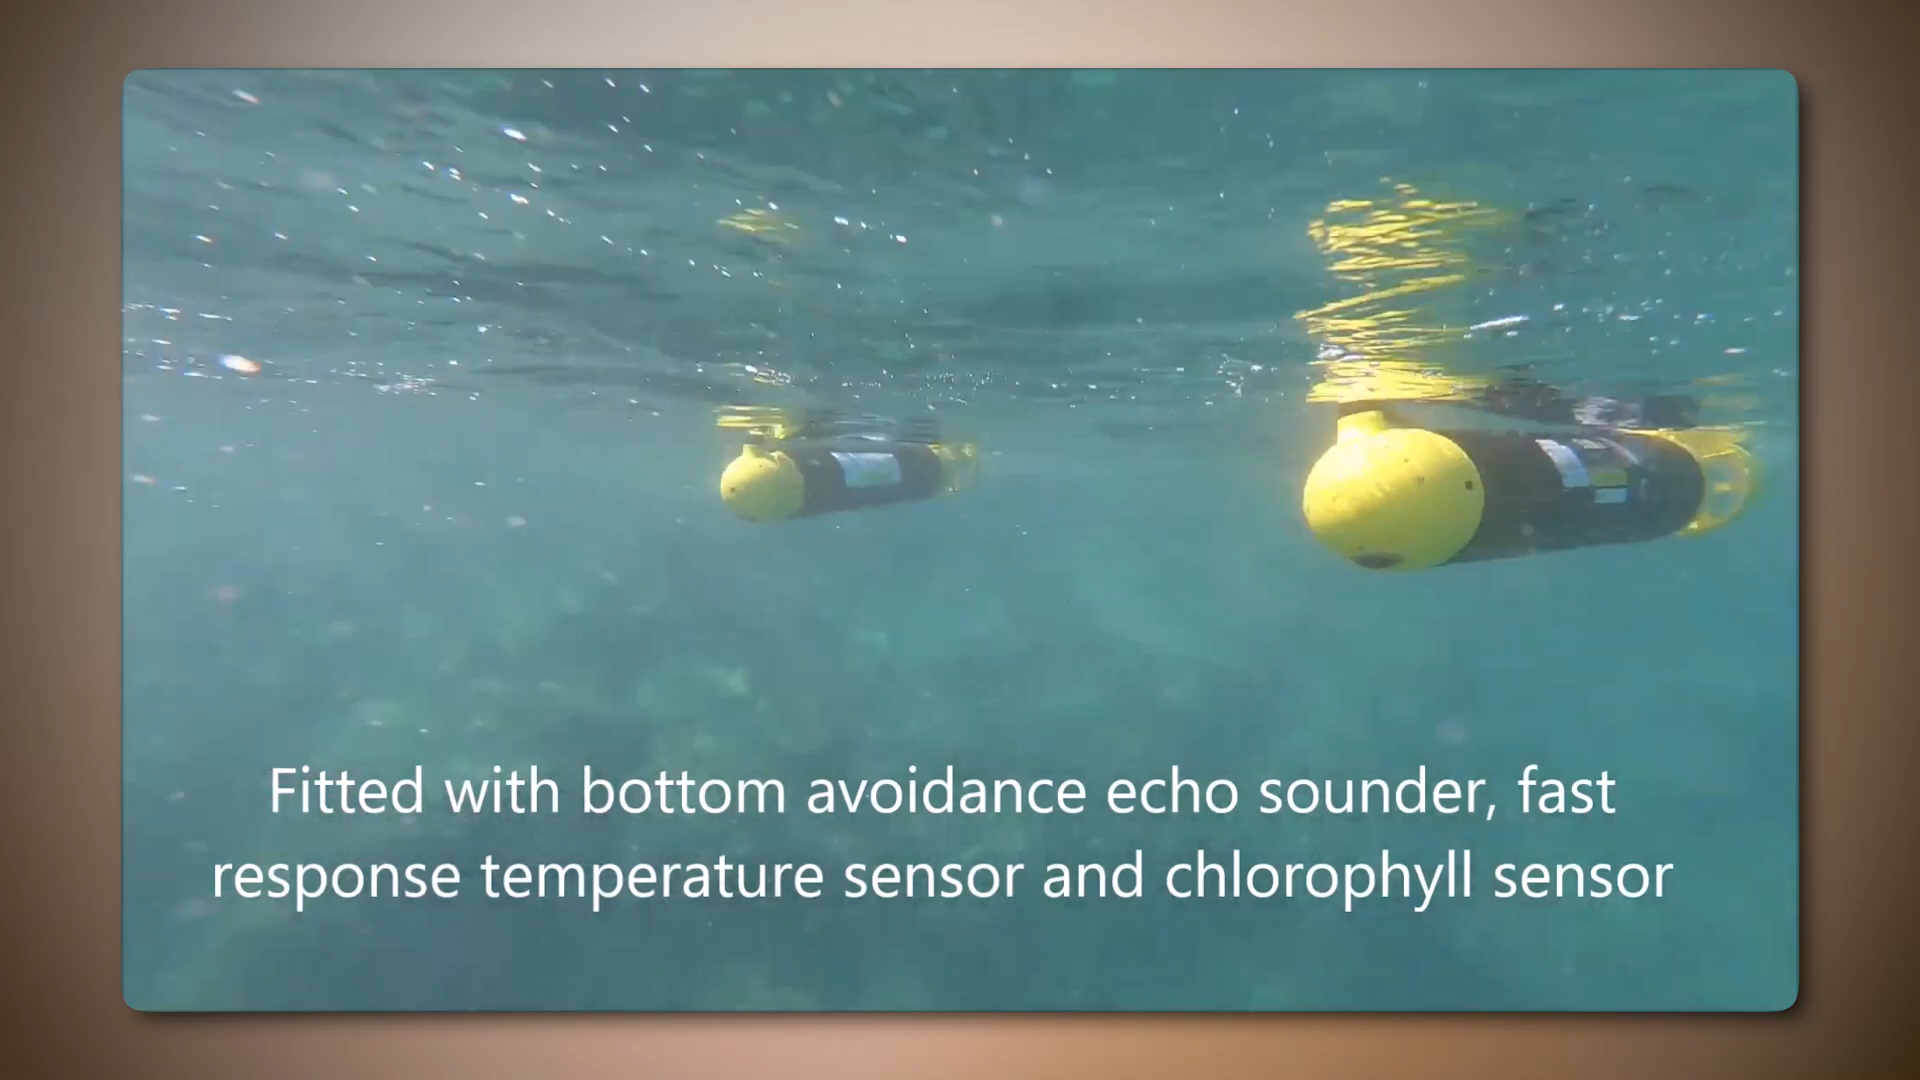 Fitted with bottom avoidance echo sounder, fast
response temperature sensor and chlorophyll sensor